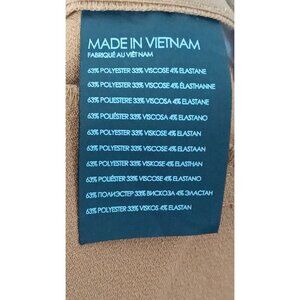 MADE IN VIETNAM
FABRIQUÉ AU VIÊT NAM
63% POLYESTER 33% VISCOSE 4% ELASTANE
63% POLYESTER 33% VISCOSE 4% ÉLASTHANNE
63% POLIESTERE 33% VISCOSA 4% ELASTANE
63% POLIÉSTER 33% VISCOSA 4% ELASTANO
63% POLYESTER 33% VISKOSE 4% ELASTAN
63% POLYESTER 33% VISCOSE 4% ELASTAAN
63% POLYESTER 33% VISKOSE 4% ELASTHAN
63% POLIÉSTER 33% VISCOSE 4% ELASTANO
63% ПОЛИЭСТЕР 33% ВИСКОЗА 4% ЭЛАСТАН
63% POLYESTER 33% VISKOS 4% ELASTAN